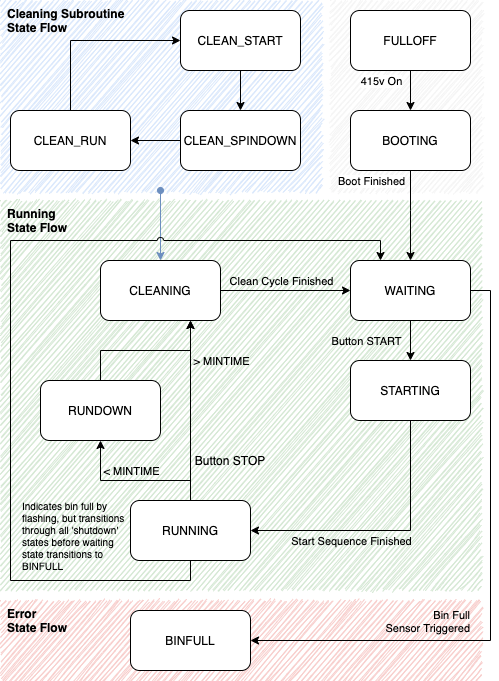 Cleaning Subroutine
State Flow
CLEAN_START
FULLOFF
415v On
CLEAN_RUN
CLEAN_SPINDOWN
BOOTING
Boot Finished
Running
State Flow
CLEANING
Clean Cycle Finished
WAITING
Button START
> MINTIME
STARTING
RUNDOWN
Button STOP
< MINTIME
Indicates bin full by
flashing, but transitions
through all 'shutdown'
states before waiting
state transitions to
BINFULL
RUNNING
Start Sequence Finished
Error
State Flow
Bin Full
Sensor Triggered
BINFULL